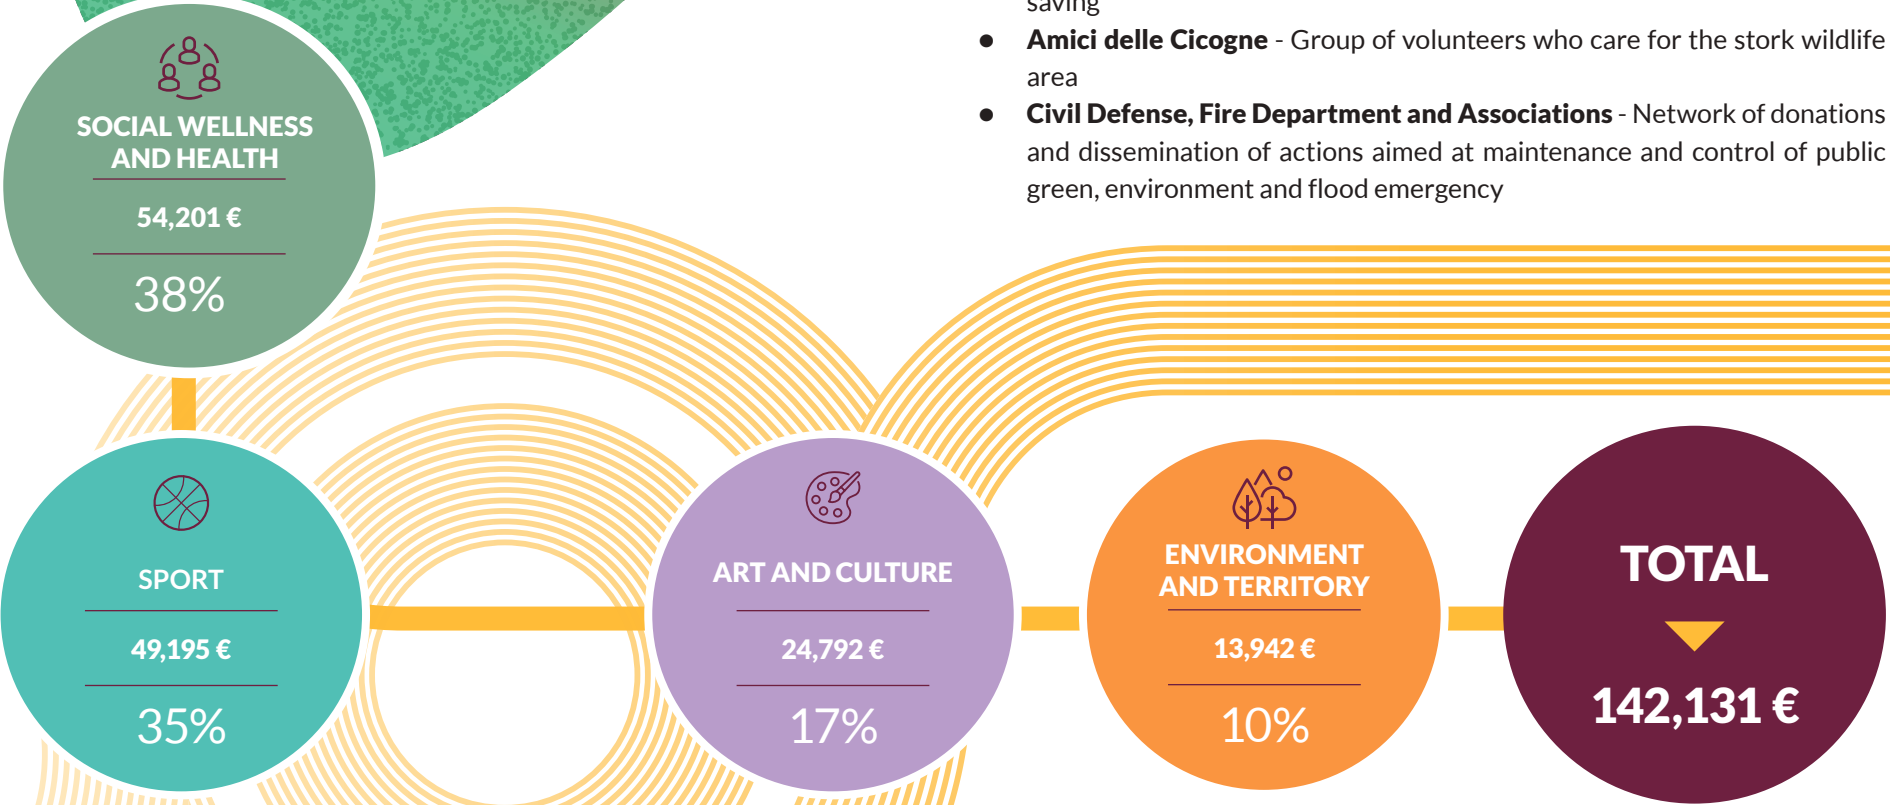 saving
● Amici delle Cicogne - Group of volunteers who care for the stork wildlife
area
● Civil Defense, Fire Department and Associations - Network of donations
and dissemination of actions aimed at maintenance and control of public
green, environment and flood emergency
SOCIAL WELLNESS
AND HEALTH
54,201 €
38%
SPORT
49,195 €
35%
ART AND CULTURE
24,792 €
17%
ENVIRONMENT
AND TERRITORY
13,942 €
10%
TOTAL
142,131 €